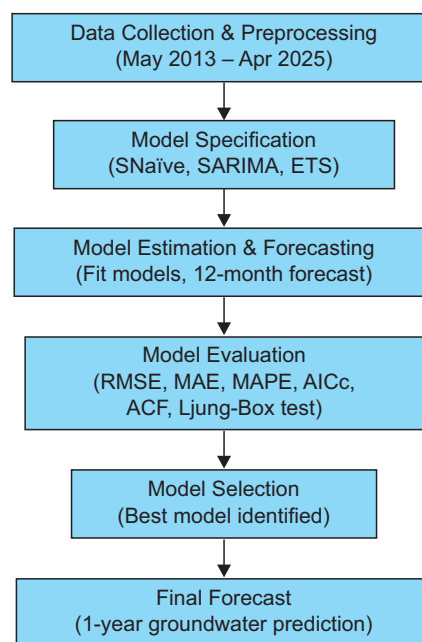 Data Collection & Preprocessing
(May 2013 – Apr 2025)
Model Specification
(SNaïve, SARIMA, ETS)
Model Estimation & Forecasting
(Fit models, 12-month forecast)
Model Evaluation
(RMSE, MAE, MAPE, AICc,
ACF, Ljung-Box test)
Model Selection
(Best model identified)
Final Forecast
(1-year groundwater prediction)